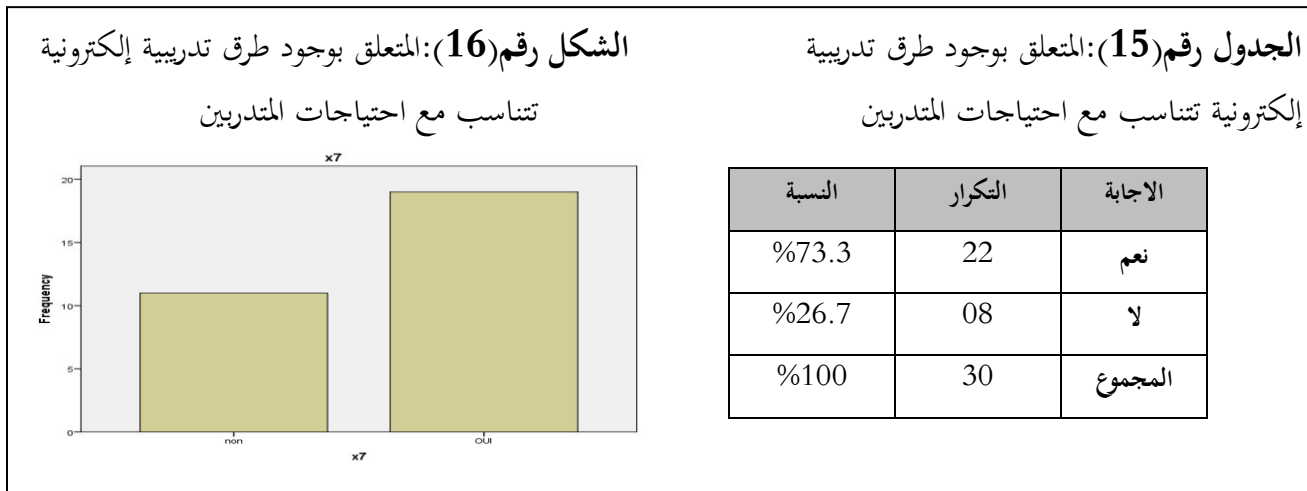 الجدول رقم(15):المتعلق بوجود طرق تدريبية
إلكترونية تتناسب مع احتياجات المتدربين
الاجابة التكرار النسبة
نعم 22 %73.3
لا 08 %26.7
المجموع 30 %100
الشكل رقم(16):المتعلق بوجود طرق تدريبية إلكترونية
تتناسب مع احتياجات المتدربين
x7
Frequency
20
15
10
5
0
non OUI
x7